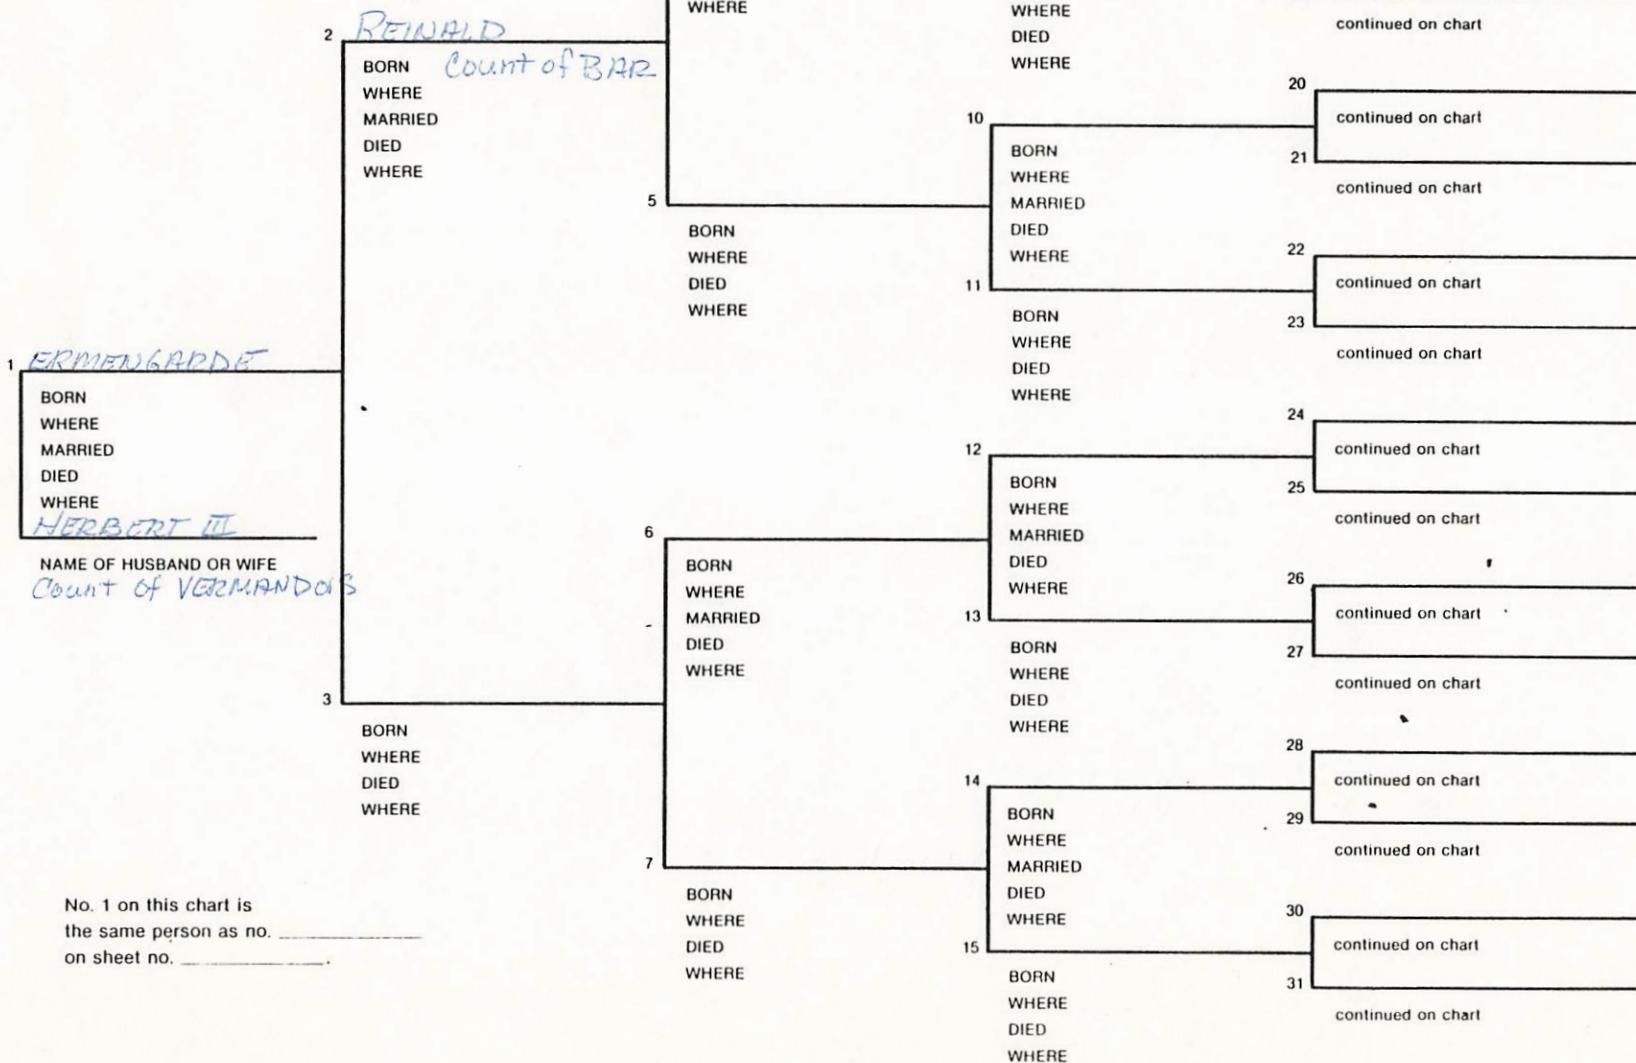 WHERE
2 REINALD
BORN Count of BAR
WHERE
MARRIED
DIED
WHERE
WHERE
DIED
WHERE
continued on chart
20
continued on chart
21
continued on chart
10
BORN
WHERE
MARRIED
DIED
WHERE
5
BORN
WHERE
DIED
WHERE
22
continued on chart
23
continued on chart
11
BORN
WHERE
DIED
WHERE
1 ERMENGARDE
BORN
WHERE
MARRIED
DIED
WHERE
HERBERT III
NAME OF HUSBAND OR WIFE
Count of VERMANDOIS
24
continued on chart
25
continued on chart
12
BORN
WHERE
MARRIED
DIED
WHERE
6
BORN
WHERE
MARRIED
DIED
WHERE
26
continued on chart
27
continued on chart
13
BORN
WHERE
DIED
WHERE
3
BORN
WHERE
DIED
WHERE
28
continued on chart
29
continued on chart
14
BORN
WHERE
MARRIED
DIED
WHERE
7
BORN
WHERE
DIED
WHERE
30
continued on chart
31
continued on chart
15
BORN
WHERE
DIED
WHERE
No. 1 on this chart is
the same person as no. ____________
on sheet no. ____________.